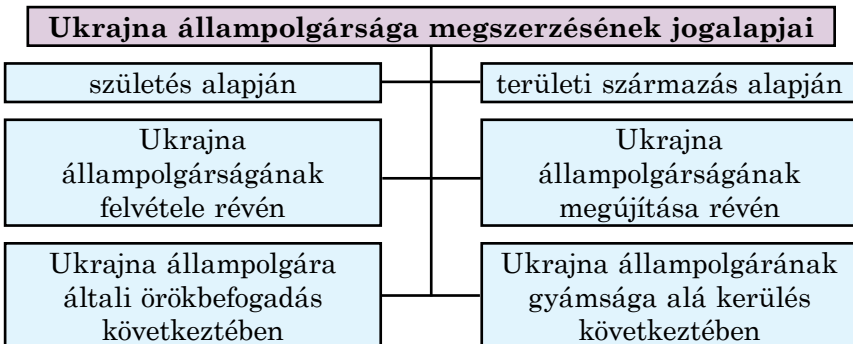 Ukrajna állampolgársága megszerzésének jogalapjai
születés alapján
területi származás alapján
Ukrajna
állampolgárságának
felvétele révén
Ukrajna
állampolgárságának
megújítása révén
Ukrajna állampolgára
általi örökbefogadás
következtében
Ukrajna állampolgárának
gyámsága alá kerülés
következtében